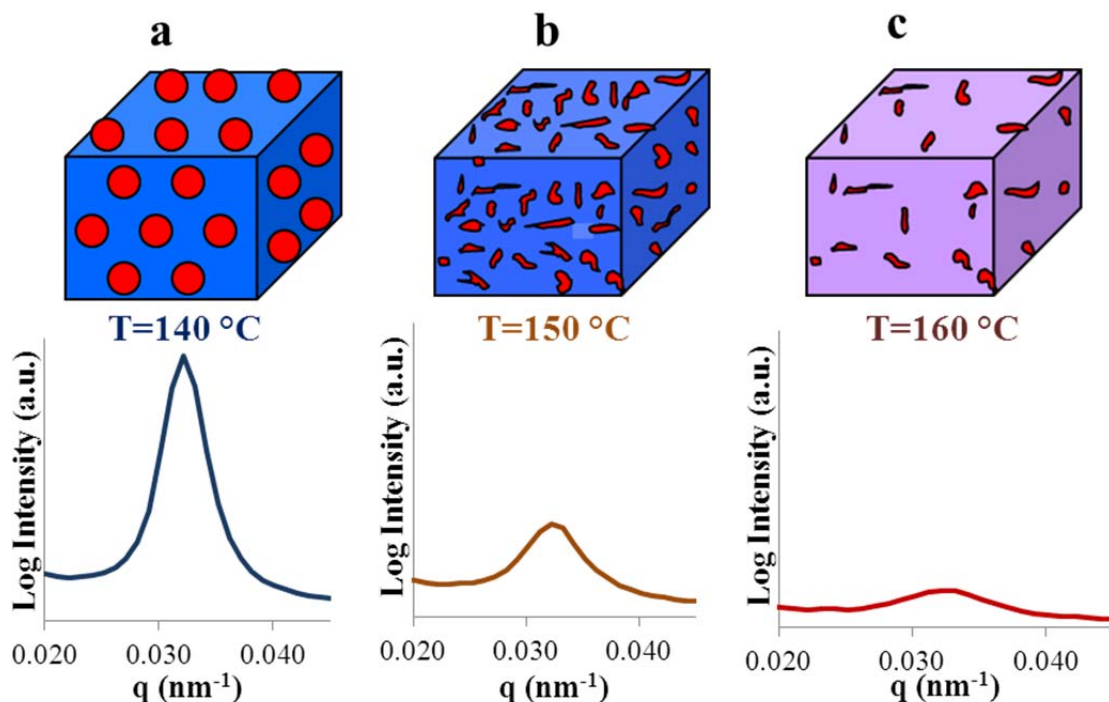 a
b
c
T=140 °C
T=150 °C
T=160 °C
Log Intensity (a.u.)
0.020
0.030
0.040
q (nm-1)
Log Intensity (a.u.)
0.020
0.030
0.040
q (nm-1)
Log Intensity (a.u.)
0.020
0.030
0.040
q (nm-1)